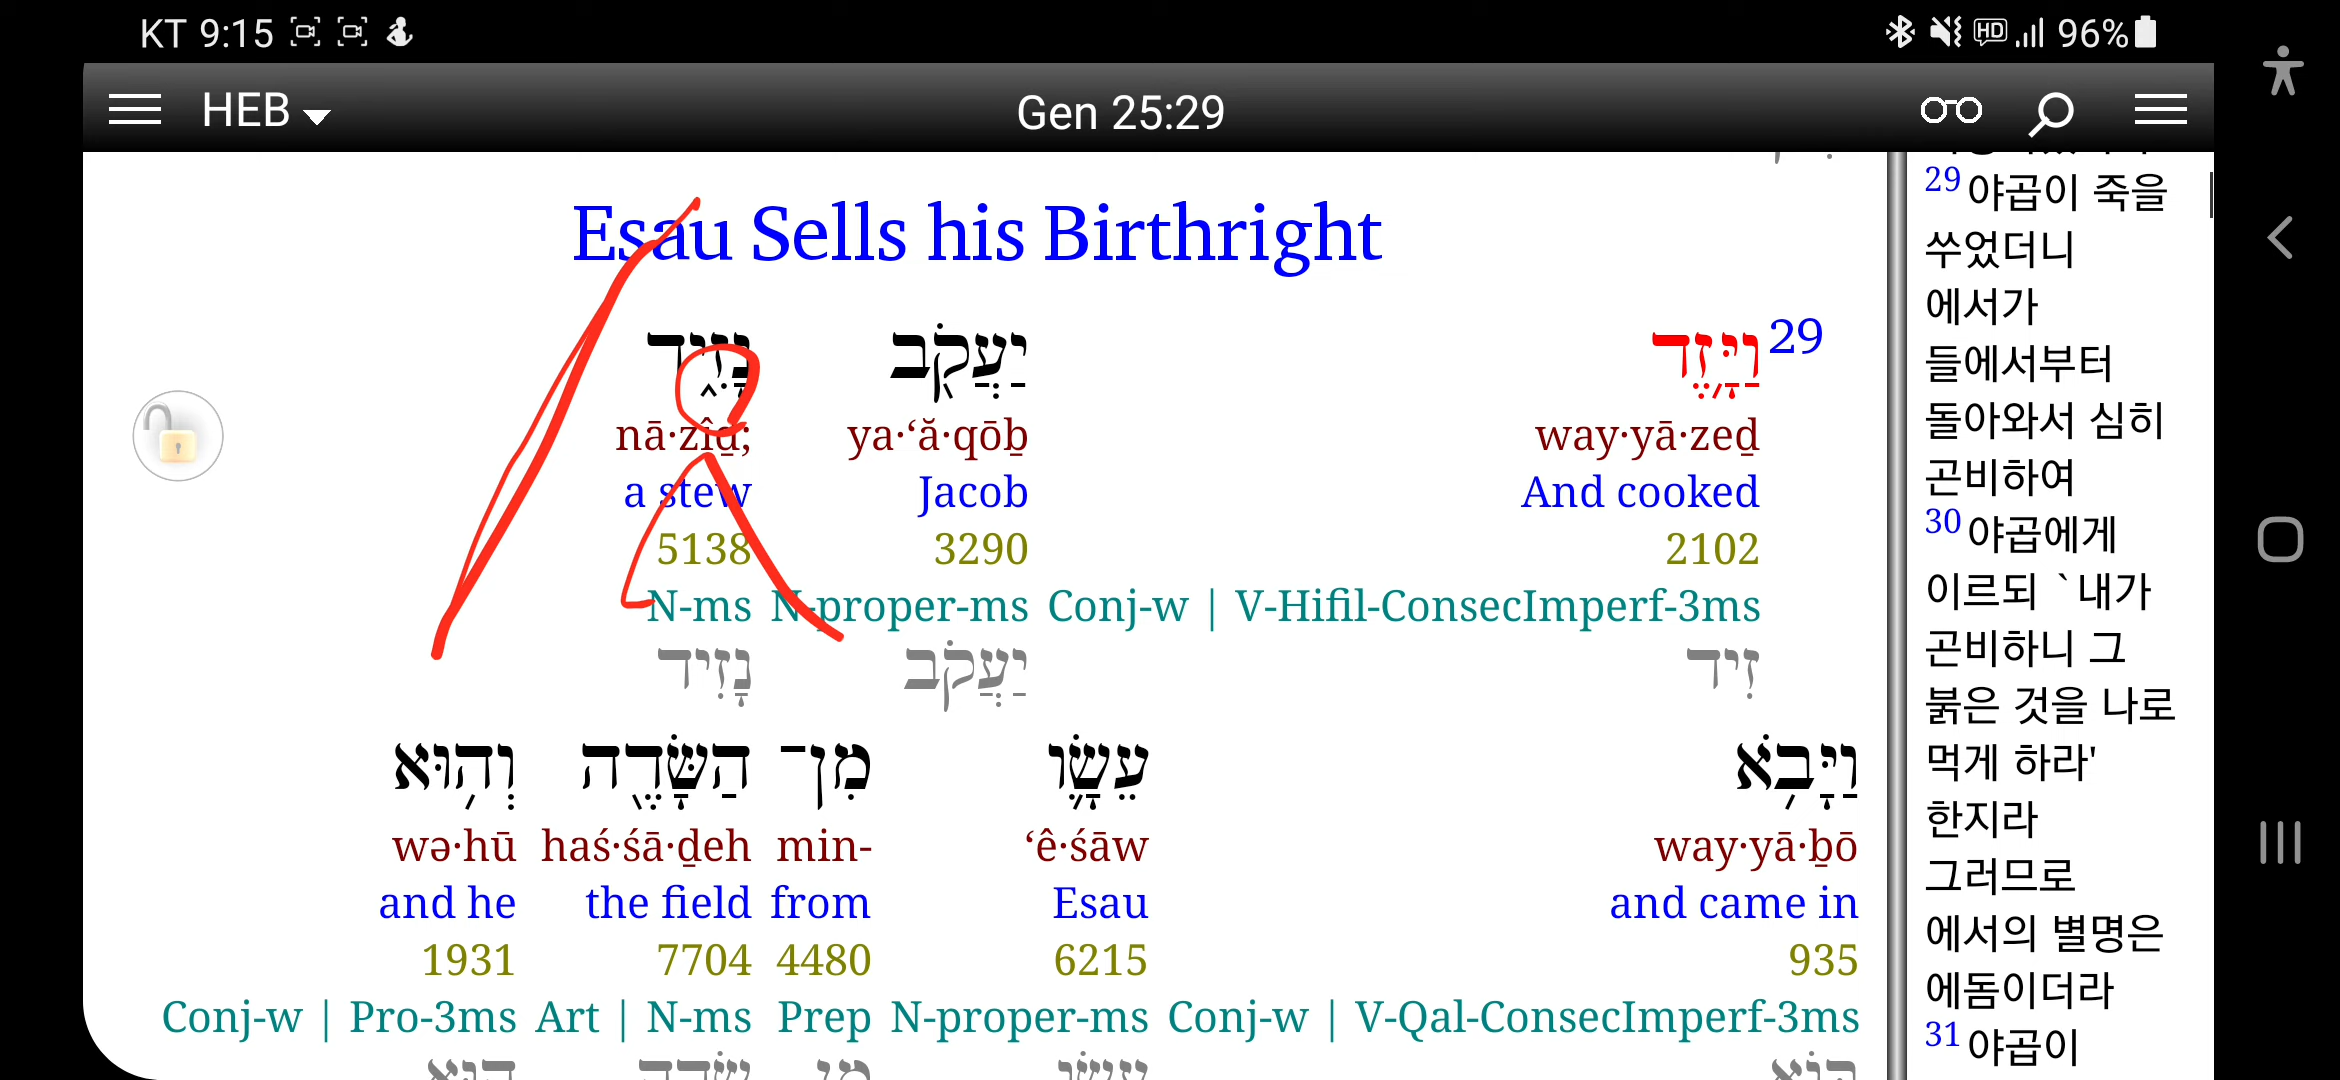 KT 9:15 96%
HEB Gen 25:29
Esau Sells his Birthright
29 וַיָּ֥זֶד יַעֲקֹ֖ב נָזִ֑יד
way·yā·zeḏ ya·‘ă·qōḇ nā·zîḏ;
And cooked Jacob a stew
2102 3290 5138
Conj-w | V-Hifil-ConsecImperf-3ms N-proper-ms N-ms
זִיד יַעֲקֹב נָזִיד
וַיָּבֹ֥א עֵשָׂ֛ו מִן־ הַשָּׂדֶ֖ה וְה֥וּא
way·yā·ḇō ‘ê·śāw min- haś·śā·ḏeh wə·hū
and came in Esau from the field and he
935 6215 4480 7704 1931
Conj-w | V-Qal-ConsecImperf-3ms N-proper-ms Prep Art | N-ms Conj-w | Pro-3ms
29 야곱이 죽을
쑤었더니
에서가
들에서부터
돌아와서 심히
곤비하여
30 야곱에게
이르되 `내가
곤비하니 그
붉은 것을 나로
먹게 하라'
한지라
그러므로
에서의 별명은
에돔이더라
31 야곱이